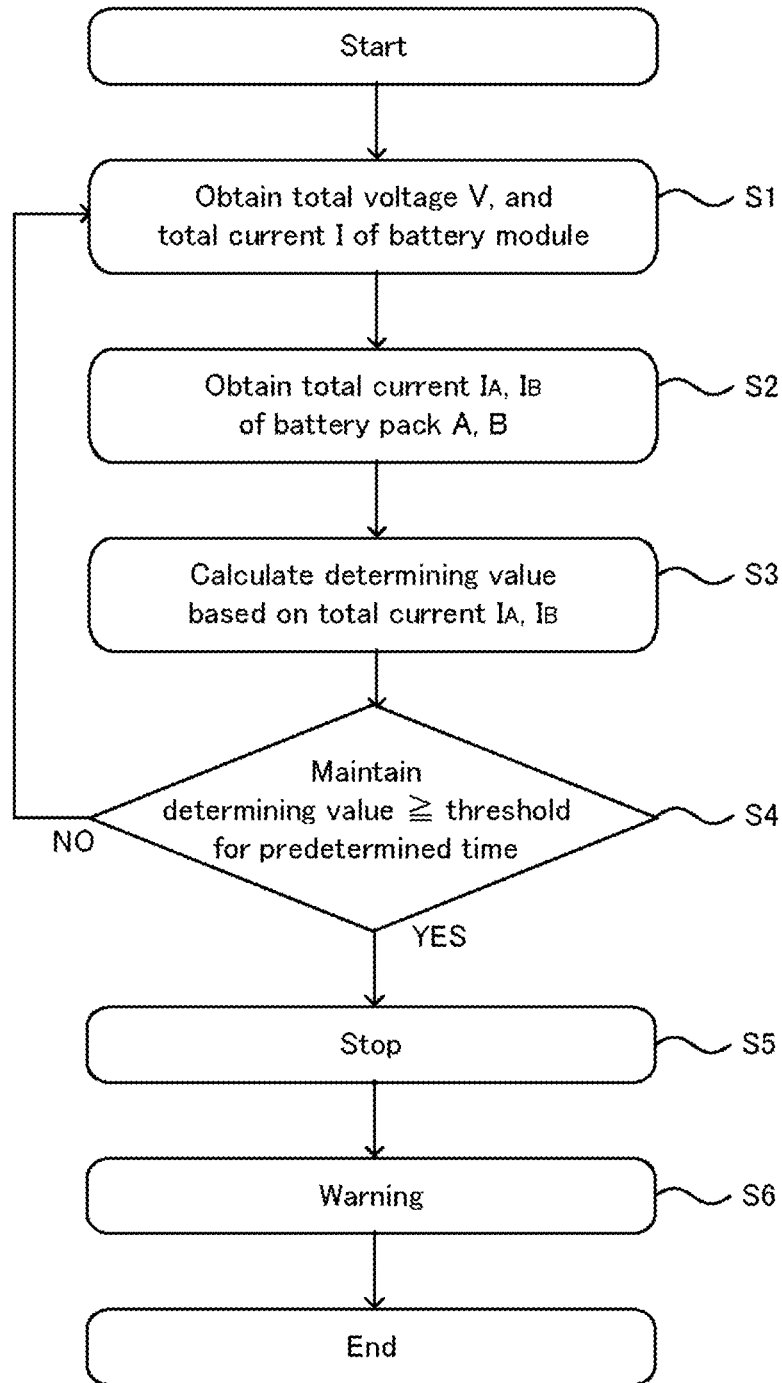 Start
Obtain total voltage V, and
total current I of battery module
S1
Obtain total current IA, IB
of battery pack A, B
S2
Calculate determining value
based on total current IA, IB
S3
Maintain
determining value ≧ threshold
for predetermined time
S4
NO
YES
Stop
S5
Warning
S6
End